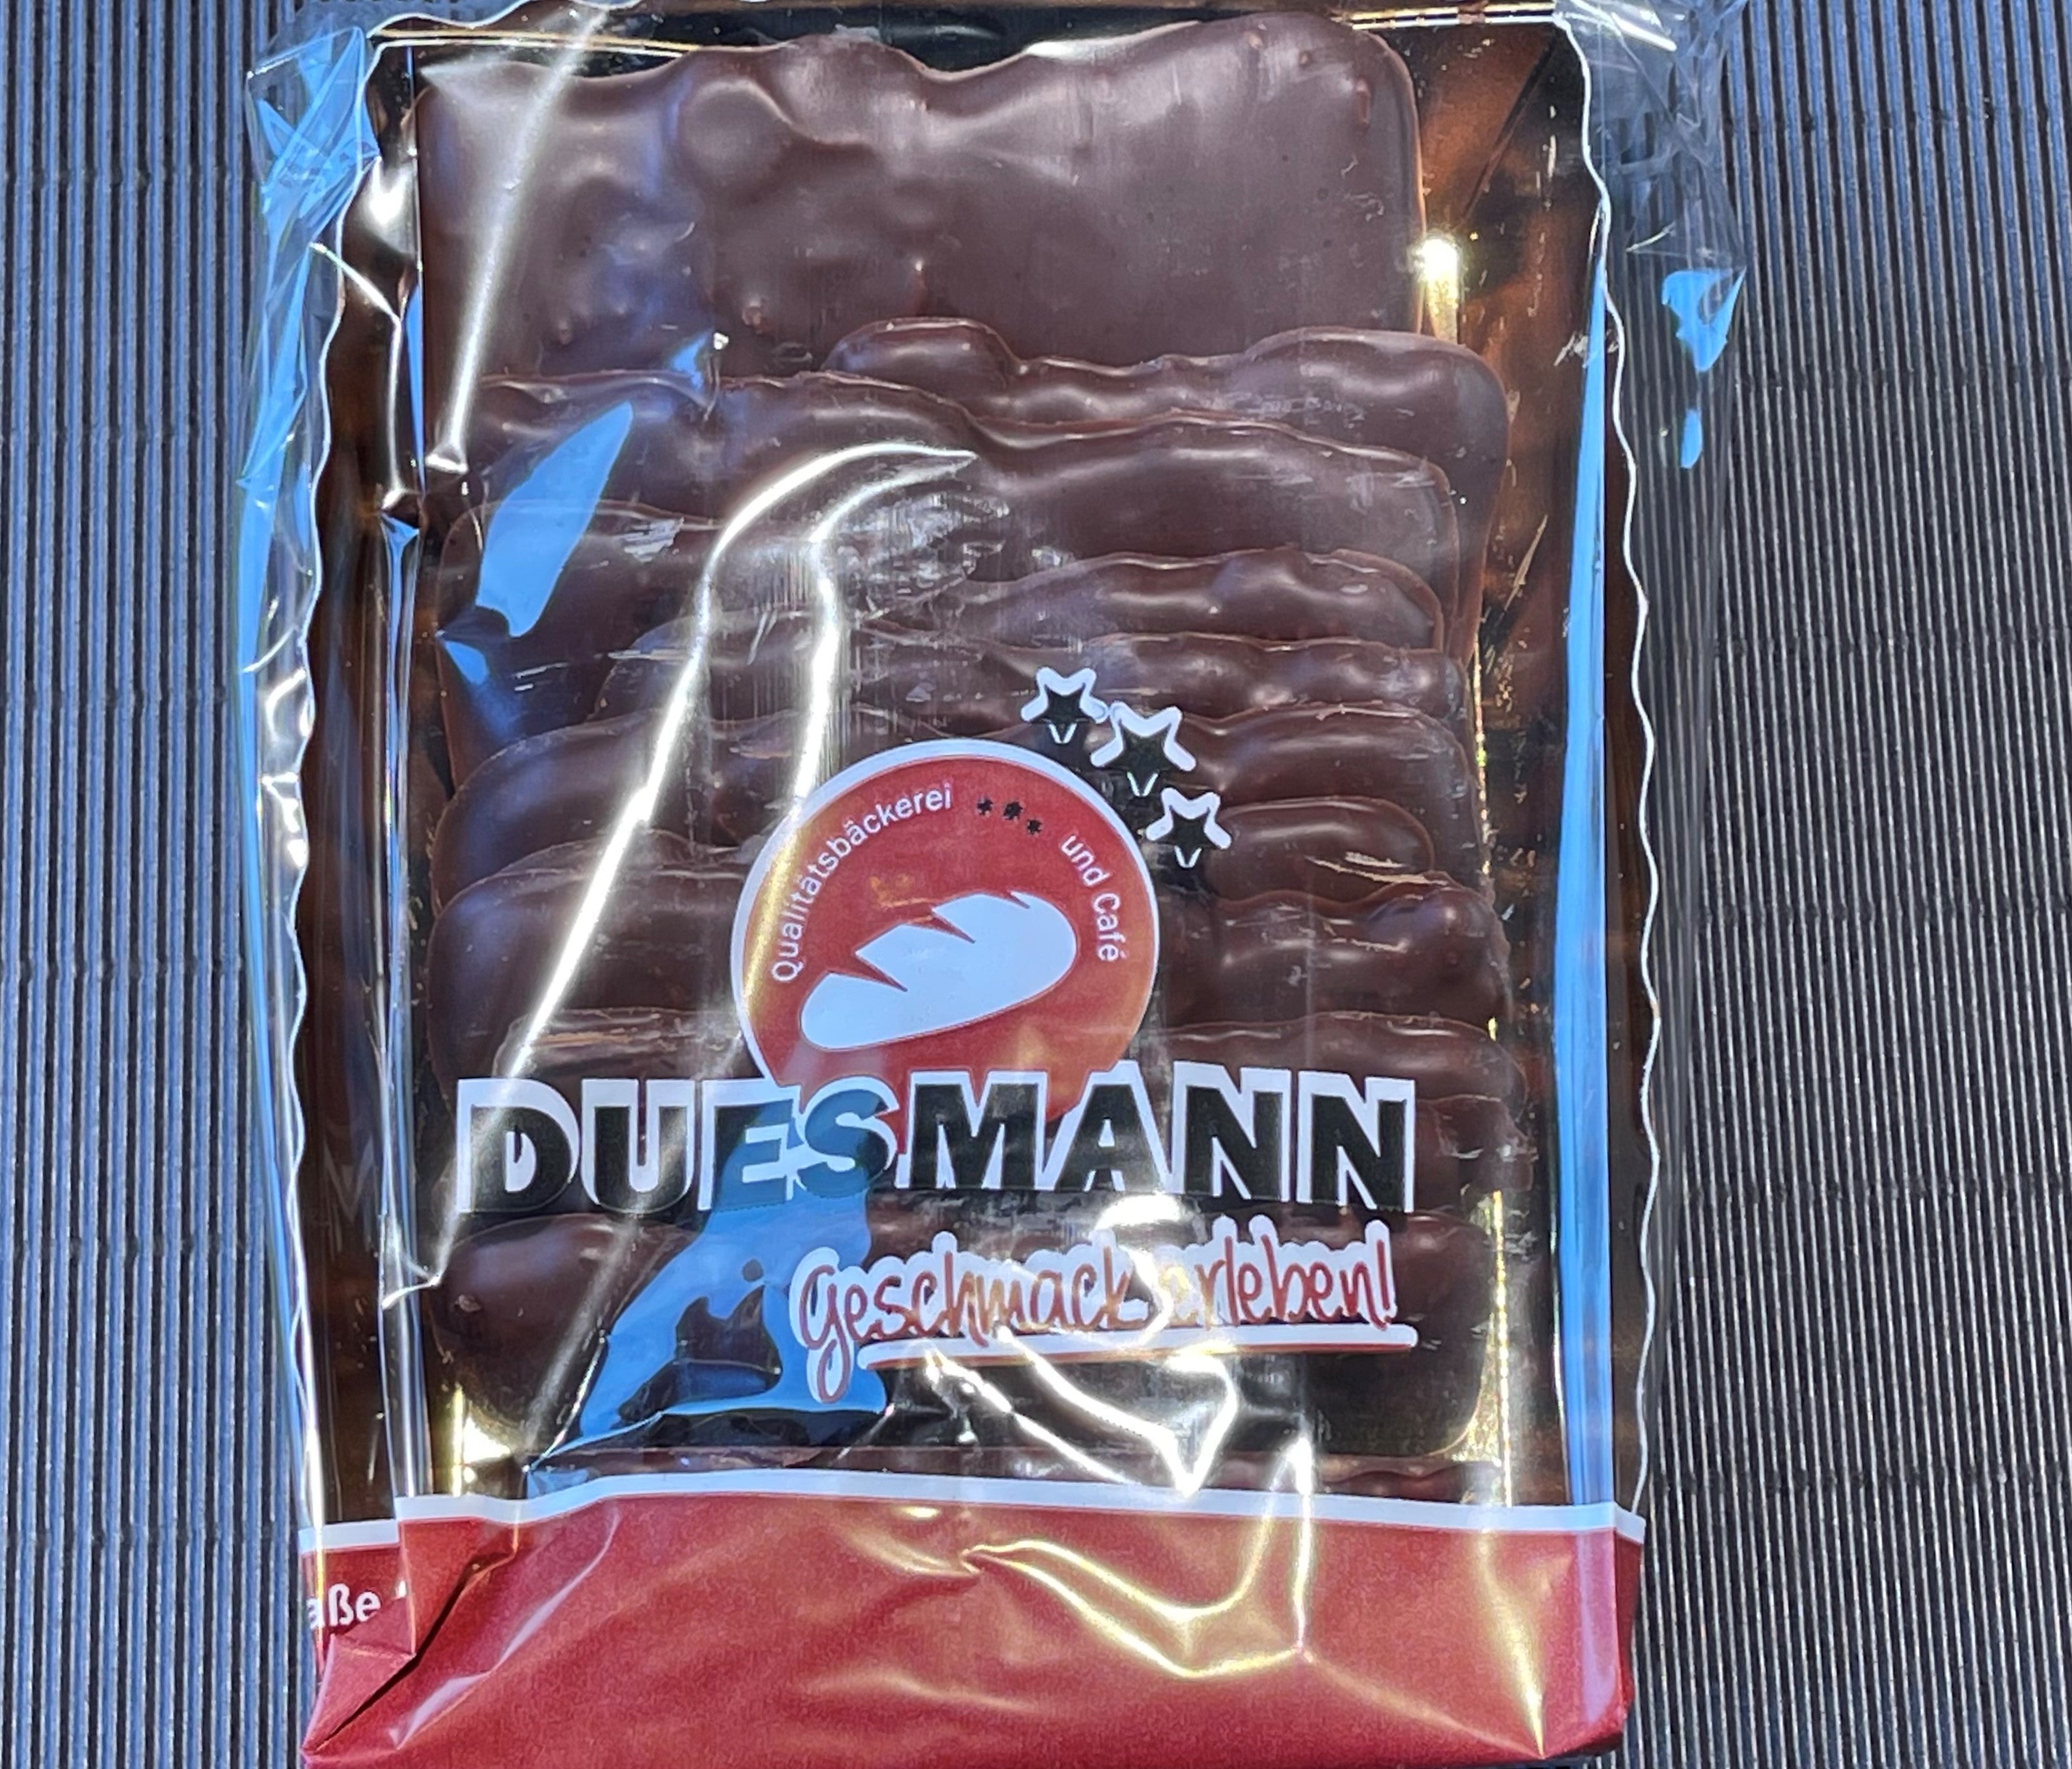 Qualitätsbäckerei *** und Café
DUESMANN
Geschmack erleben!
aße